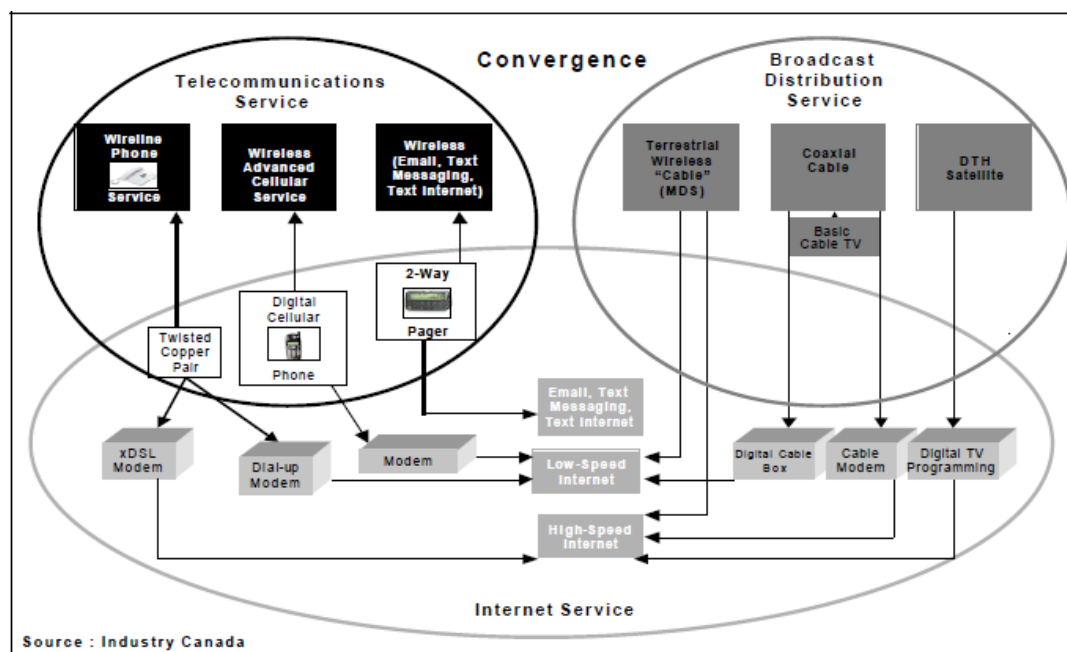 Convergence
Telecommunications
Service
Broadcast
Distribution
Service
Wireline
Phone
Service
Wireless
Advanced
Cellular
Service
Wireless
(Email, Text
Messaging,
Text Internet)
Terrestrial
Wireless
“Cable”
(MDS)
Coaxial
Cable
DTH
Satellite
Basic
Cable TV
2-Way
Pager
Digital
Cellular
Phone
Twisted
Copper
Pair
Email, Text
Messaging,
Text Internet
xDSL
Modem
Dial-up
Modem
Modem
Low-Speed
Internet
Digital Cable
Box
Cable
Modem
Digital TV
Programming
High-Speed
Internet
Internet Service
Source : Industry Canada